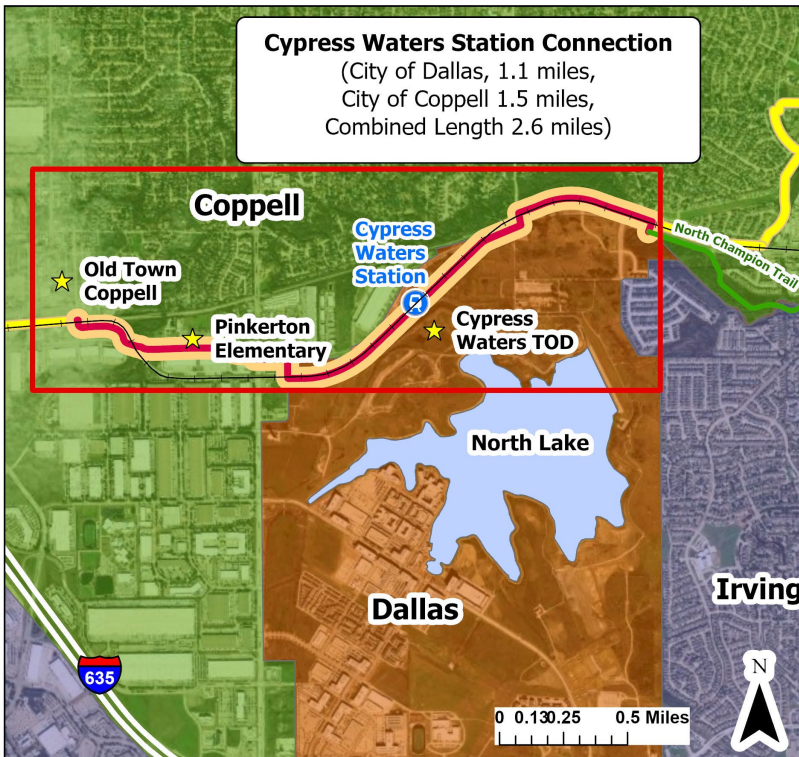 Cypress Waters Station Connection
(City of Dallas, 1.1 miles,
City of Coppell 1.5 miles,
Combined Length 2.6 miles)
Coppell
Cypress
Waters
Station
North Champion Trail
Old Town
Coppell
Pinkerton
Elementary
Cypress
Waters TOD
North Lake
Dallas
Irving
635
N
0 0.13 0.25 0.5 Miles